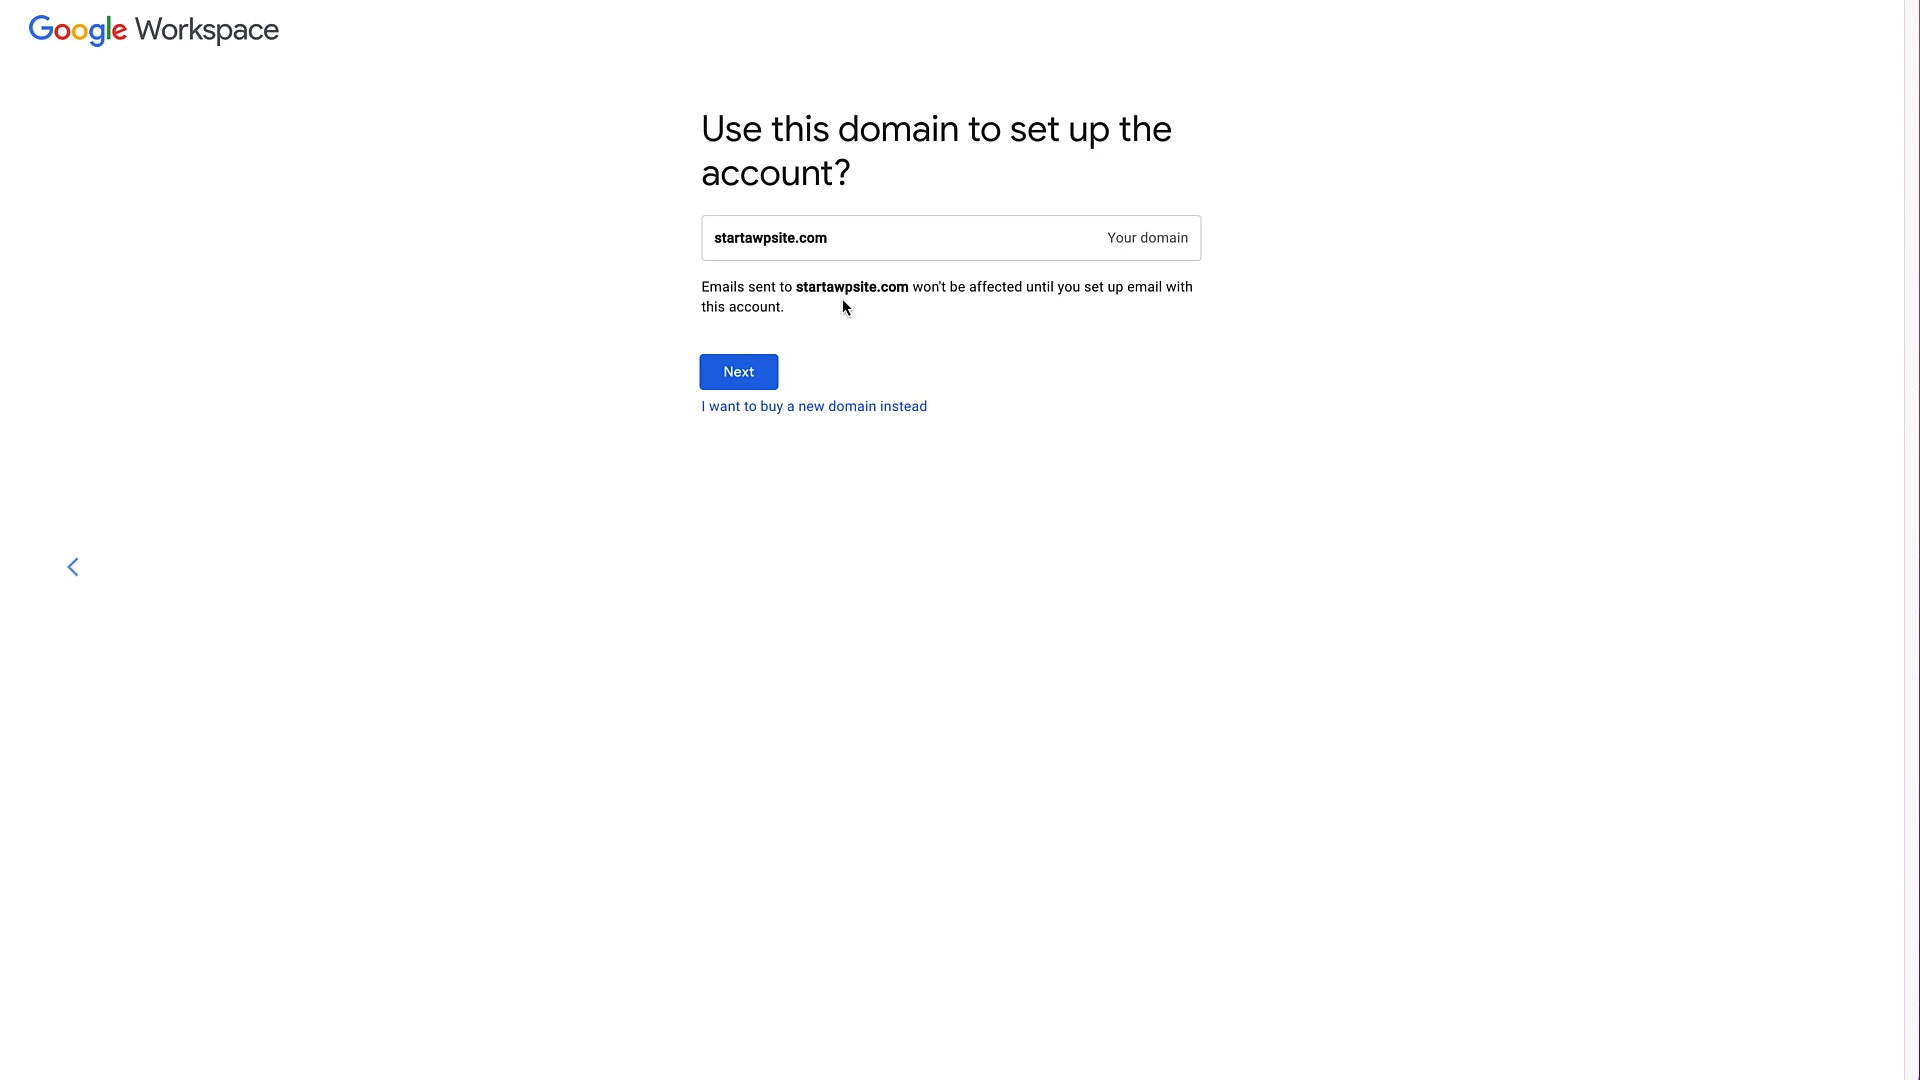 Google Workspace
Use this domain to set up the
account?
startawpsite.com Your domain
Emails sent to startawpsite.com won't be affected until you set up email with
this account.
Next
I want to buy a new domain instead